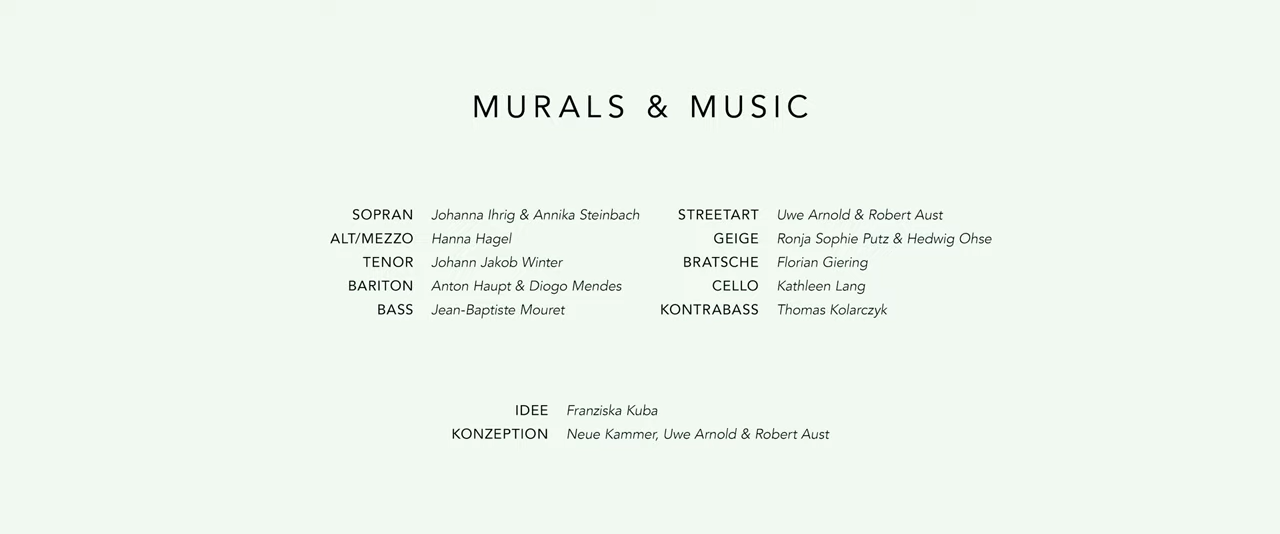 MURALS & MUSIC
SOPRAN Johanna Ihrig & Annika Steinbach
ALT/MEZZO Hanna Hagel
TENOR Johann Jakob Winter
BARITON Anton Haupt & Diogo Mendes
BASS Jean-Baptiste Mouret
STREETART Uwe Arnold & Robert Aust
GEIGE Ronja Sophie Putz & Hedwig Ohse
BRATSCHE Florian Giering
CELLO Kathleen Lang
KONTRABASS Thomas Kolarczyk
IDEE Franziska Kuba
KONZEPTION Neue Kammer, Uwe Arnold & Robert Aust